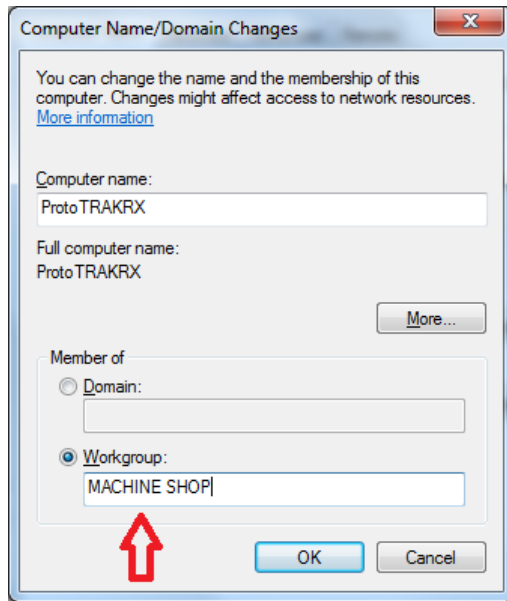 Computer Name/Domain Changes
You can change the name and the membership of this
computer. Changes might affect access to network resources.
More information
Computer name:
ProtoTRAKRX
Full computer name:
ProtoTRAKRX
More...
Member of
Domain:
Workgroup:
MACHINE SHOP
OK
Cancel